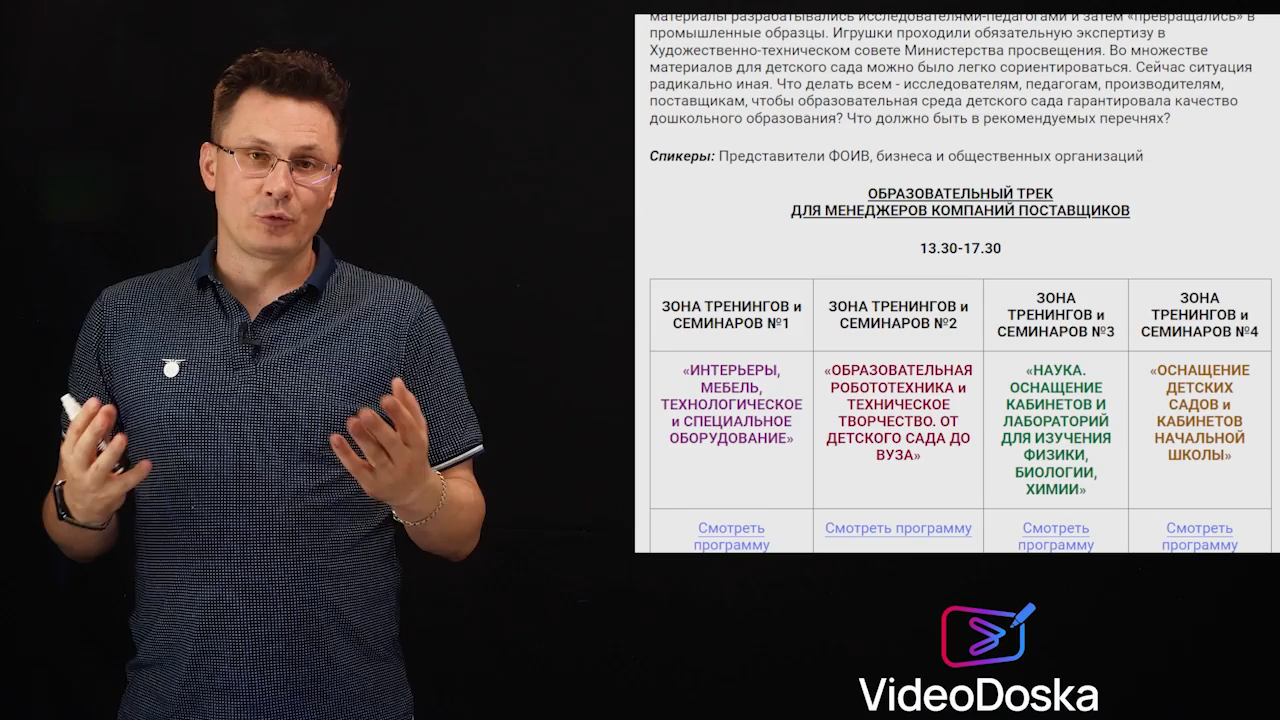 материалы разрабатывались исследователями-педагогами и затем «превращались» в
промышленные образцы. Игрушки проходили обязательную экспертизу в
Художественно-техническом совете Министерства просвещения. Во множестве
материалов для детского сада можно было легко сориентироваться. Сейчас ситуация
радикально иная. Что делать всем - исследователям, педагогам, производителям,
поставщикам, чтобы образовательная среда детского сада гарантировала качество
дошкольного образования? Что должно быть в рекомендуемых перечнях?
Спикеры: Представители ФОИВ, бизнеса и общественных организаций
ОБРАЗОВАТЕЛЬНЫЙ ТРЕК
ДЛЯ МЕНЕДЖЕРОВ КОМПАНИЙ ПОСТАВЩИКОВ
13.30-17.30
ЗОНА ТРЕНИНГОВ и
СЕМИНАРОВ №1
ЗОНА ТРЕНИНГОВ и
СЕМИНАРОВ №2
ЗОНА
ТРЕНИНГОВ и
СЕМИНАРОВ №3
ЗОНА
ТРЕНИНГОВ и
СЕМИНАРОВ №4
«ИНТЕРЬЕРЫ,
МЕБЕЛЬ,
ТЕХНОЛОГИЧЕСКОЕ
и СПЕЦИАЛЬНОЕ
ОБОРУДОВАНИЕ»
«ОБРАЗОВАТЕЛЬНАЯ
РОБОТОТЕХНИКА и
ТЕХНИЧЕСКОЕ
ТВОРЧЕСТВО. ОТ
ДЕТСКОГО САДА ДО
ВУЗА»
«НАУКА.
ОСНАЩЕНИЕ
КАБИНЕТОВ И
ЛАБОРАТОРИЙ
ДЛЯ ИЗУЧЕНИЯ
ФИЗИКИ,
БИОЛОГИИ,
ХИМИИ»
«ОСНАЩЕНИЕ
ДЕТСКИХ
САДОВ и
КАБИНЕТОВ
НАЧАЛЬНОЙ
ШКОЛЫ»
Смотреть
программу
Смотреть программу
Смотреть
программу
Смотреть
программу
VideoDoska